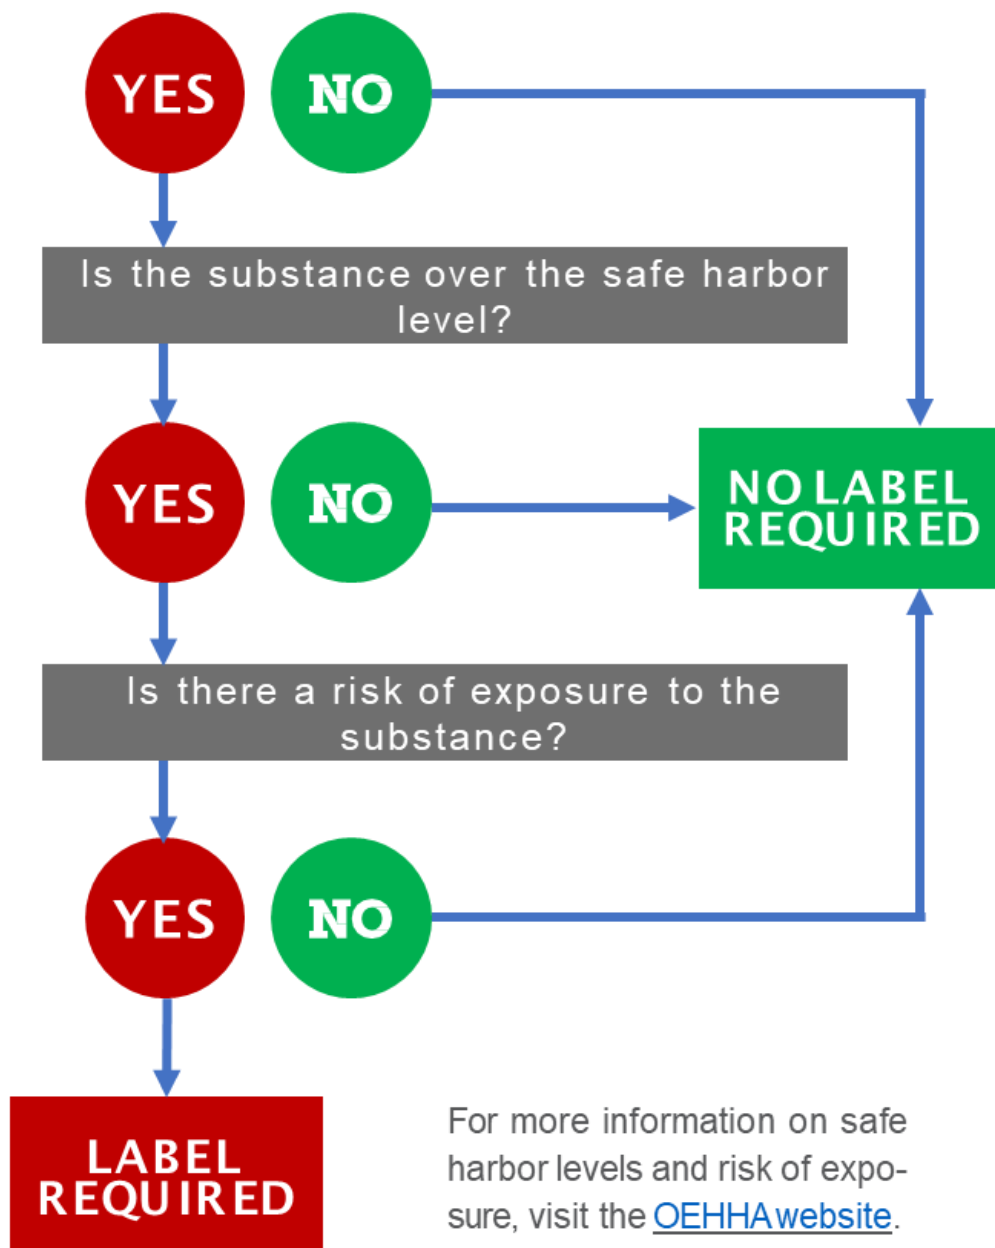 YES NO
Is the substance over the safe harbor
level?
YES NO
NO LABEL
REQUIRED
Is there a risk of exposure to the
substance?
YES NO
LABEL
REQUIRED
For more information on safe
harbor levels and risk of expo-
sure, visit the OEHHA website.